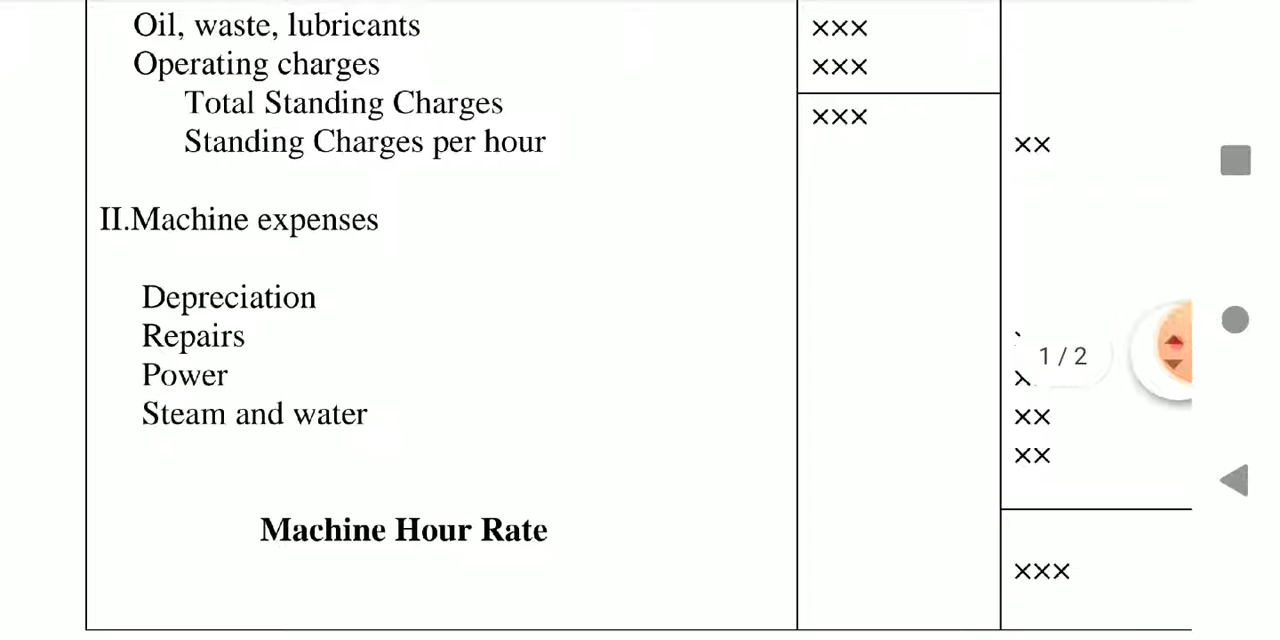 Oil, waste, lubricants ×××
Operating charges ×××
Total Standing Charges ×××
Standing Charges per hour ××
II.Machine expenses
Depreciation
Repairs
1 / 2
Power
Steam and water ××
××
Machine Hour Rate
×××